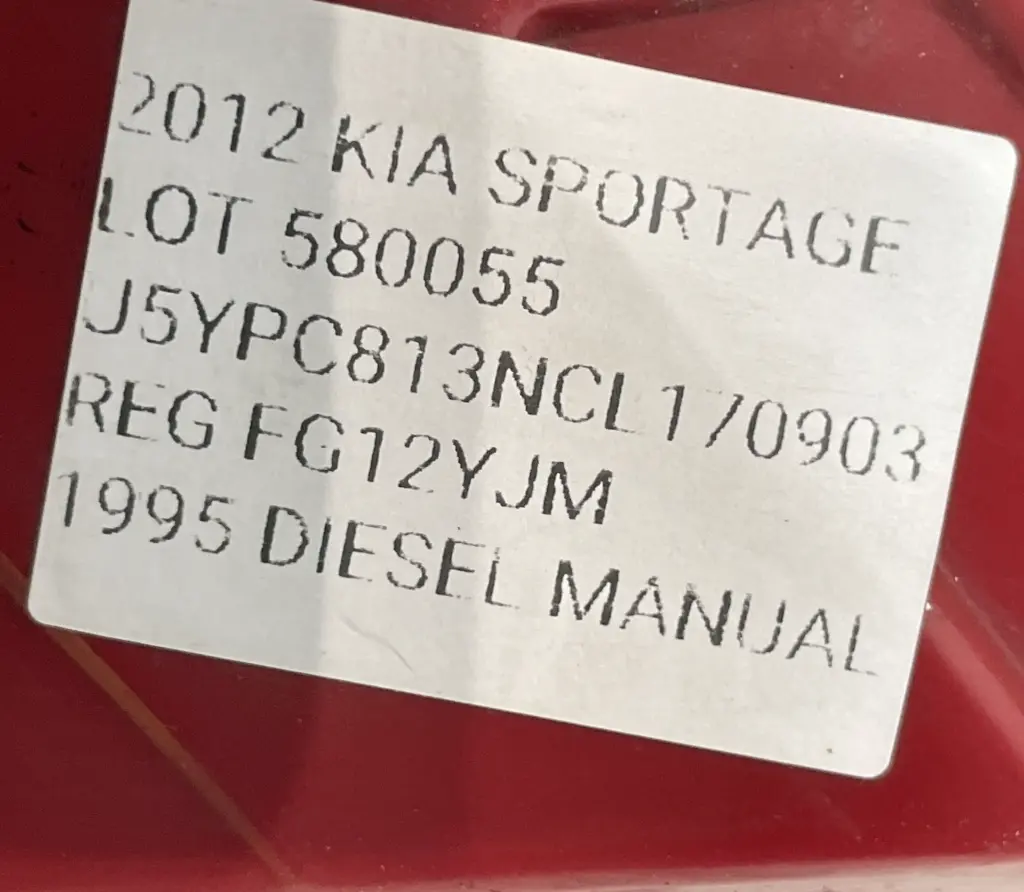 2012 KIA SPORTAGE
LOT 580055
U5YPC813NCL170903
REG FG12YJM
1995 DIESEL MANUAL